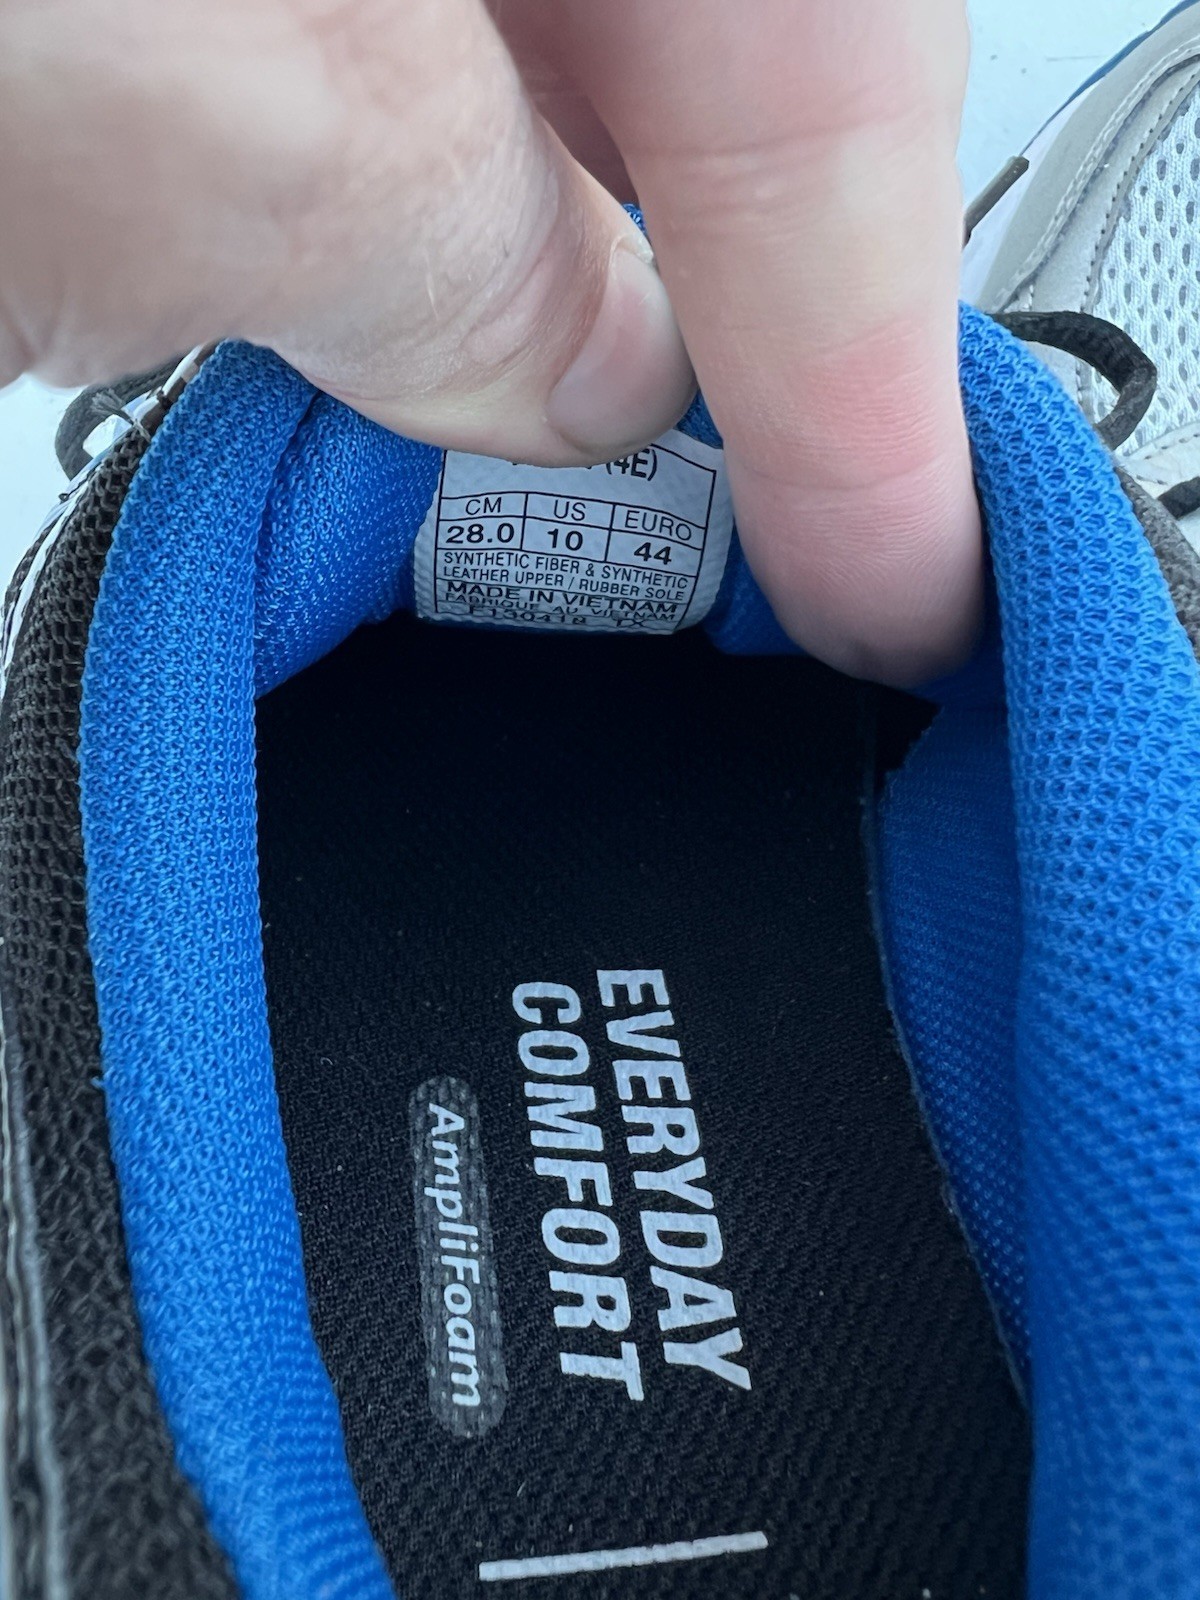 (4E)
CM US EURO
28.0 10 44
SYNTHETIC FIBER & SYNTHETIC
LEATHER UPPER / RUBBER SOLE
MADE IN VIETNAM
FABRIQUE AU VIETNAM
EVERYDAY
COMFORT
AmpliFoam